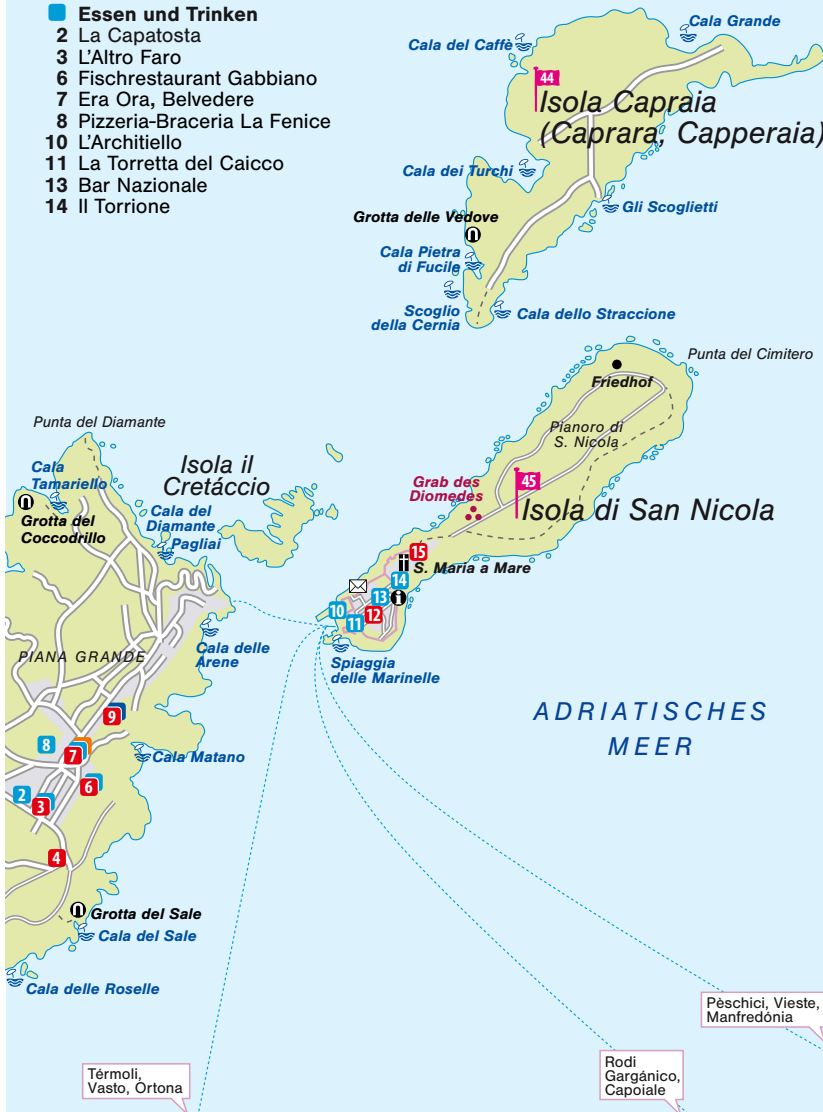 Essen und Trinken
2 La Capatosta
3 L'Altro Faro
6 Fischrestaurant Gabbiano
7 Era Ora, Belvedere
8 Pizzeria-Braceria La Fenice
10 L'Architiello
11 La Torretta del Caicco
13 Bar Nazionale
14 Il Torrione
Cala Grande
Cala del Caffè
44
Isola Capraia
(Caprara, Capperaia)
Cala dei Turchi
Gli Scoglietti
Grotta delle Vedove
Cala Pietra
di Fucile
Scoglio
della Cernia
Cala dello Straccione
Punta del Cimitero
Friedhof
Pianoro di
S. Nicola
Punta del Diamante
Isola il
Cretáccio
Cala
Tamariello
Grotta del
Coccodrillo
Cala del
Diamante
Pagliai
Grab des
Diomedes
45
Isola di San Nicola
15
S. Maria a Mare
14
13
10
12
11
Cala delle
Arene
Spiaggia
delle Marinelle
PIANA GRANDE
ADRIATISCHES
MEER
9
8
7
Cala Matano
6
2
3
4
Grotta del Sale
Cala del Sale
Cala delle Roselle
Pèschici, Vieste,
Manfredónia
Rodi
Gargánico,
Capoiale
Térmoli,
Vasto, Ortona